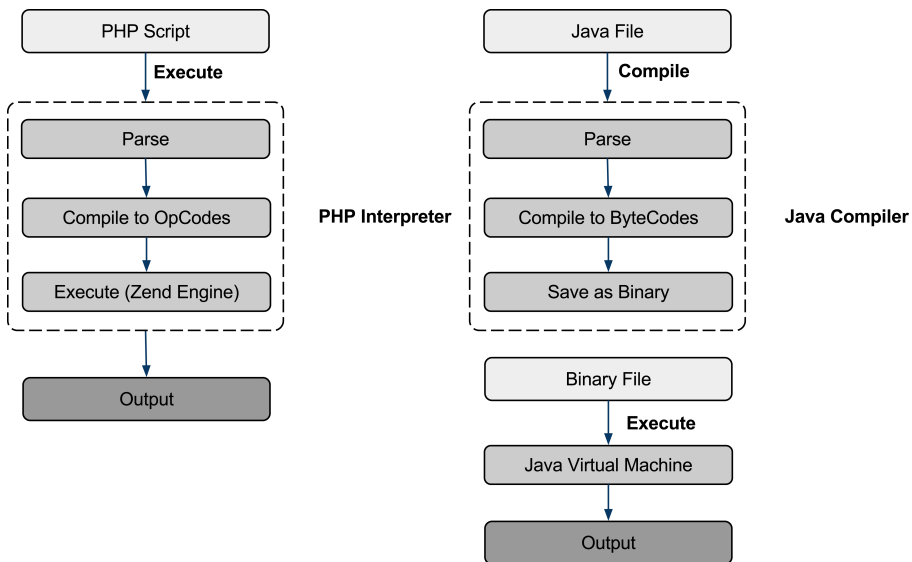 PHP Script
Execute
Parse
Compile to OpCodes
Execute (Zend Engine)
PHP Interpreter
Output
Java File
Compile
Parse
Compile to ByteCodes
Save as Binary
Java Compiler
Binary File
Execute
Java Virtual Machine
Output